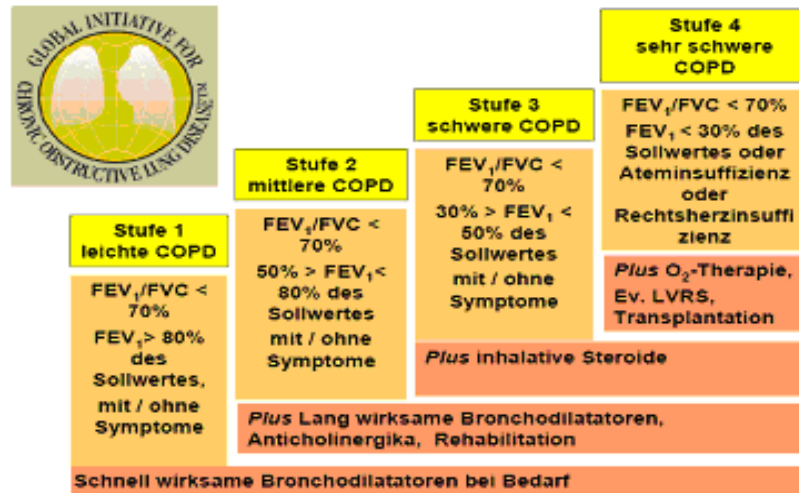 GLOBAL INITIATIVE FOR
CHRONIC OBSTRUCTIVE LUNG DISEASE
Stufe 1
leichte COPD
FEV₁/FVC <
70%
FEV₁> 80%
des
Sollwertes,
mit / ohne
Symptome
Stufe 2
mittlere COPD
FEV₁/FVC <
70%
50% > FEV₁<
80% des
Sollwertes
mit / ohne
Symptome
Stufe 3
schwere COPD
FEV₁/FVC <
70%
30% > FEV₁ <
50% des
Sollwertes
mit / ohne
Symptome
Stufe 4
sehr schwere
COPD
FEV₁/FVC < 70%
FEV₁ < 30% des
Sollwertes oder
Ateminsuffizienz
oder
Rechtsherzinsuffi
zienz
Plus O₂-Therapie,
Ev. LVRS,
Transplantation
Plus inhalative Steroide
Plus Lang wirksame Bronchodilatatoren,
Anticholinergika, Rehabilitation
Schnell wirksame Bronchodilatatoren bei Bedarf